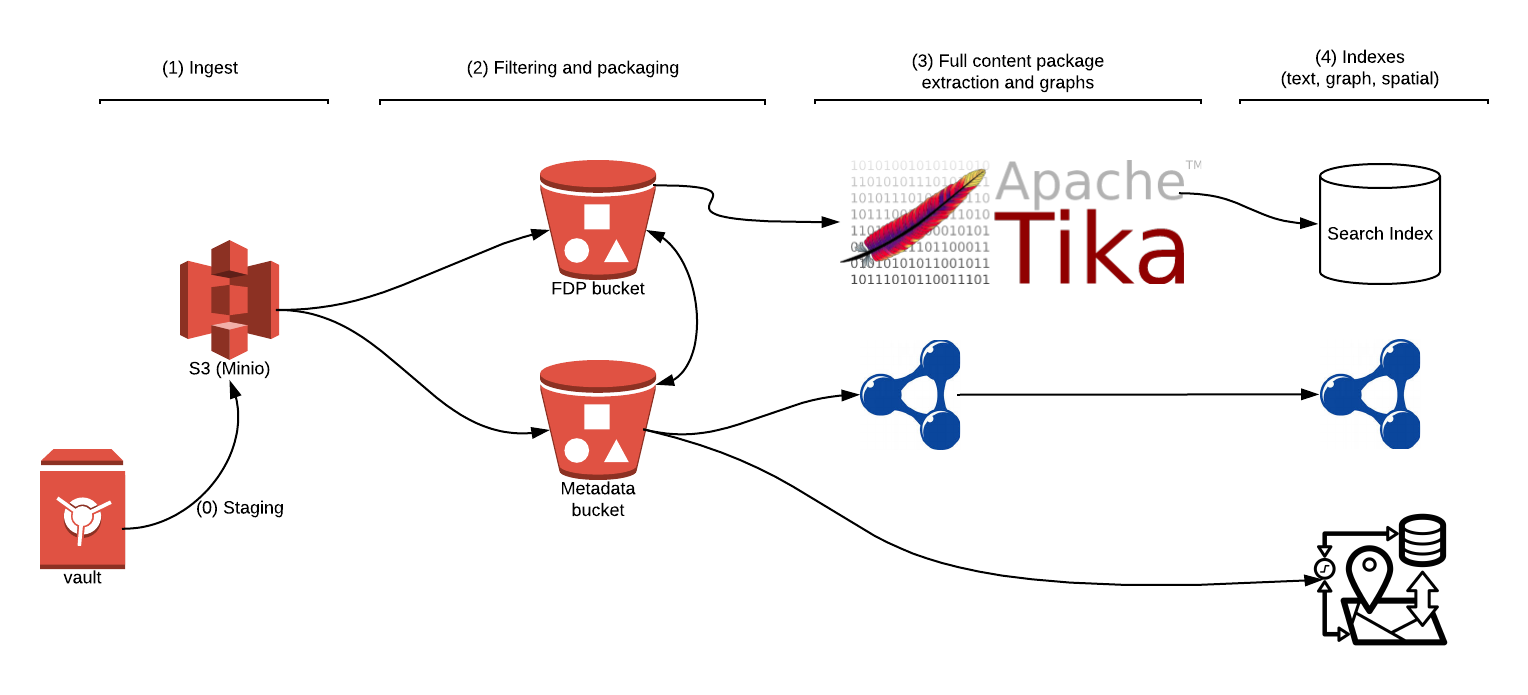 (1) Ingest
(2) Filtering and packaging
(3) Full content package
extraction and graphs
(4) Indexes
(text, graph, spatial)
Apache™
Tika
Search Index
FDP bucket
S3 (Minio)
Metadata
bucket
(0) Staging
vault